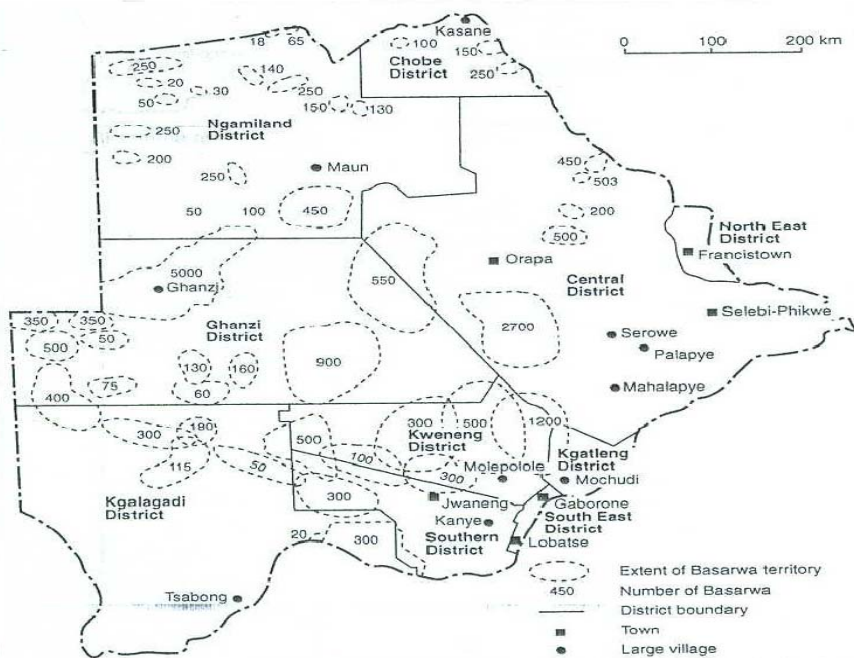 Kasane
0 100 200 km
18 65
100
150
Chobe
District
250
250
20
140
30
250
50
150
130
Ngamiland
District
250
200
250
Maun
450
503
50
100
450
200
500
North East
District
Francistown
Orapa
Central
District
5000
Ghanzi
550
Selebi-Phikwe
2700
Serowe
Palapye
Mahalapye
350
350
50
500
Ghanzi
District
130
160
900
75
60
400
300
190
115
50
500
100
300
500
1200
300
Kweneng
District
Molepolole
Kgatleng
District
Mochudi
Kgalagadi
District
300
Jwaneng
Gaborone
South East
District
Kanye
Southern
District
Lobatse
20
300
Tsabong
Extent of Basarwa territory
450 Number of Basarwa
District boundary
Town
Large village